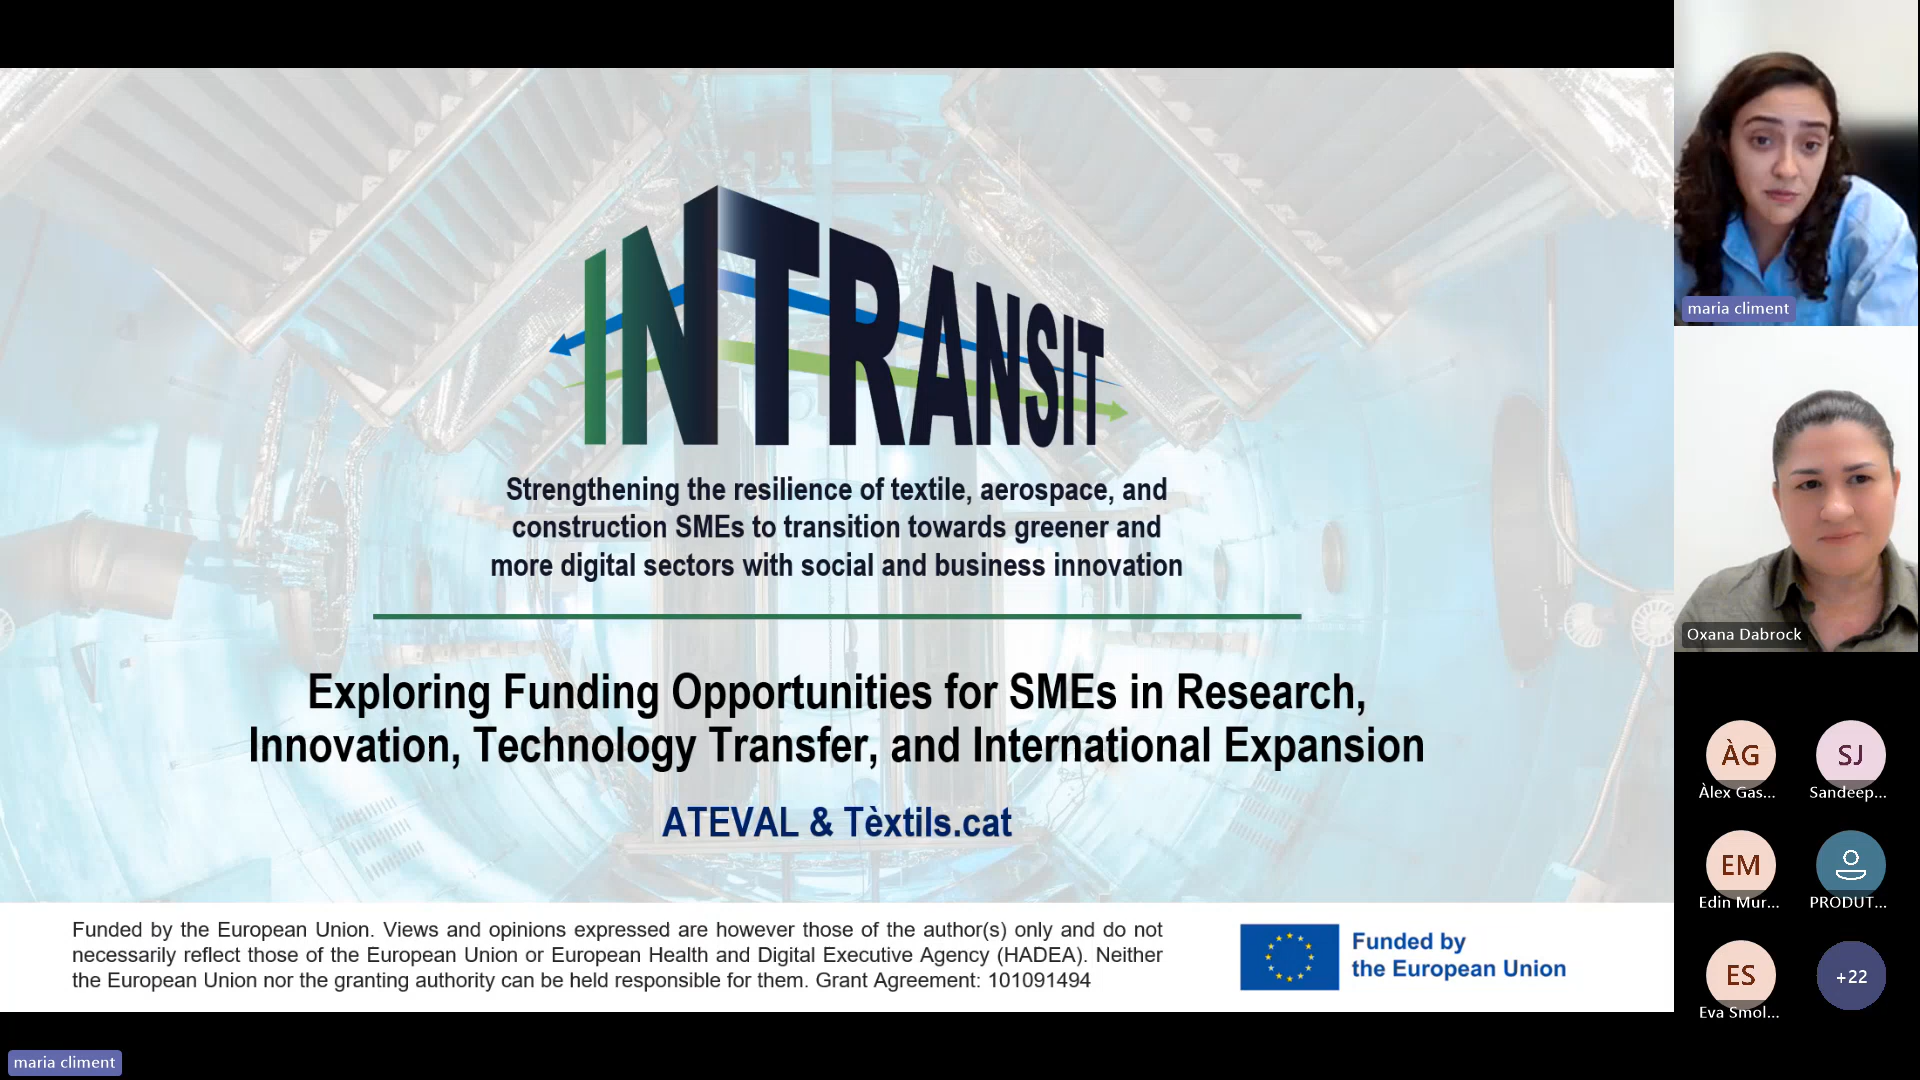 INTRANSIT
Strengthening the resilience of textile, aerospace, and
construction SMEs to transition towards greener and
more digital sectors with social and business innovation
Exploring Funding Opportunities for SMEs in Research,
Innovation, Technology Transfer, and International Expansion
ATEVAL & Tèxtils.cat
Funded by the European Union. Views and opinions expressed are however those of the author(s) only and do not
necessarily reflect those of the European Union or European Health and Digital Executive Agency (HADEA). Neither
the European Union nor the granting authority can be held responsible for them. Grant Agreement: 101091494
Funded by
the European Union
maria climent
maria climent
Oxana Dabrock
ÀG
Àlex Gas...
SJ
Sandeep...
EM
Edin Mur...
PRODUT...
ES
Eva Smol...
+22